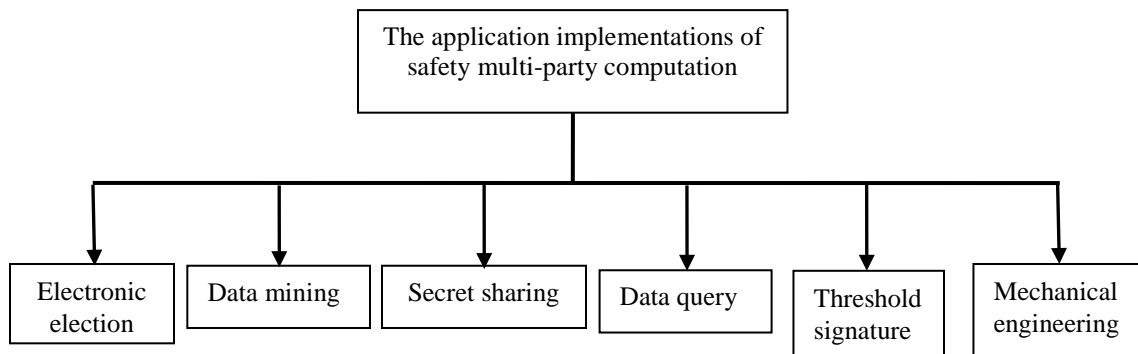 The application implementations of
safety multi-party computation
Electronic
election
Data mining
Secret sharing
Data query
Threshold
signature
Mechanical
engineering